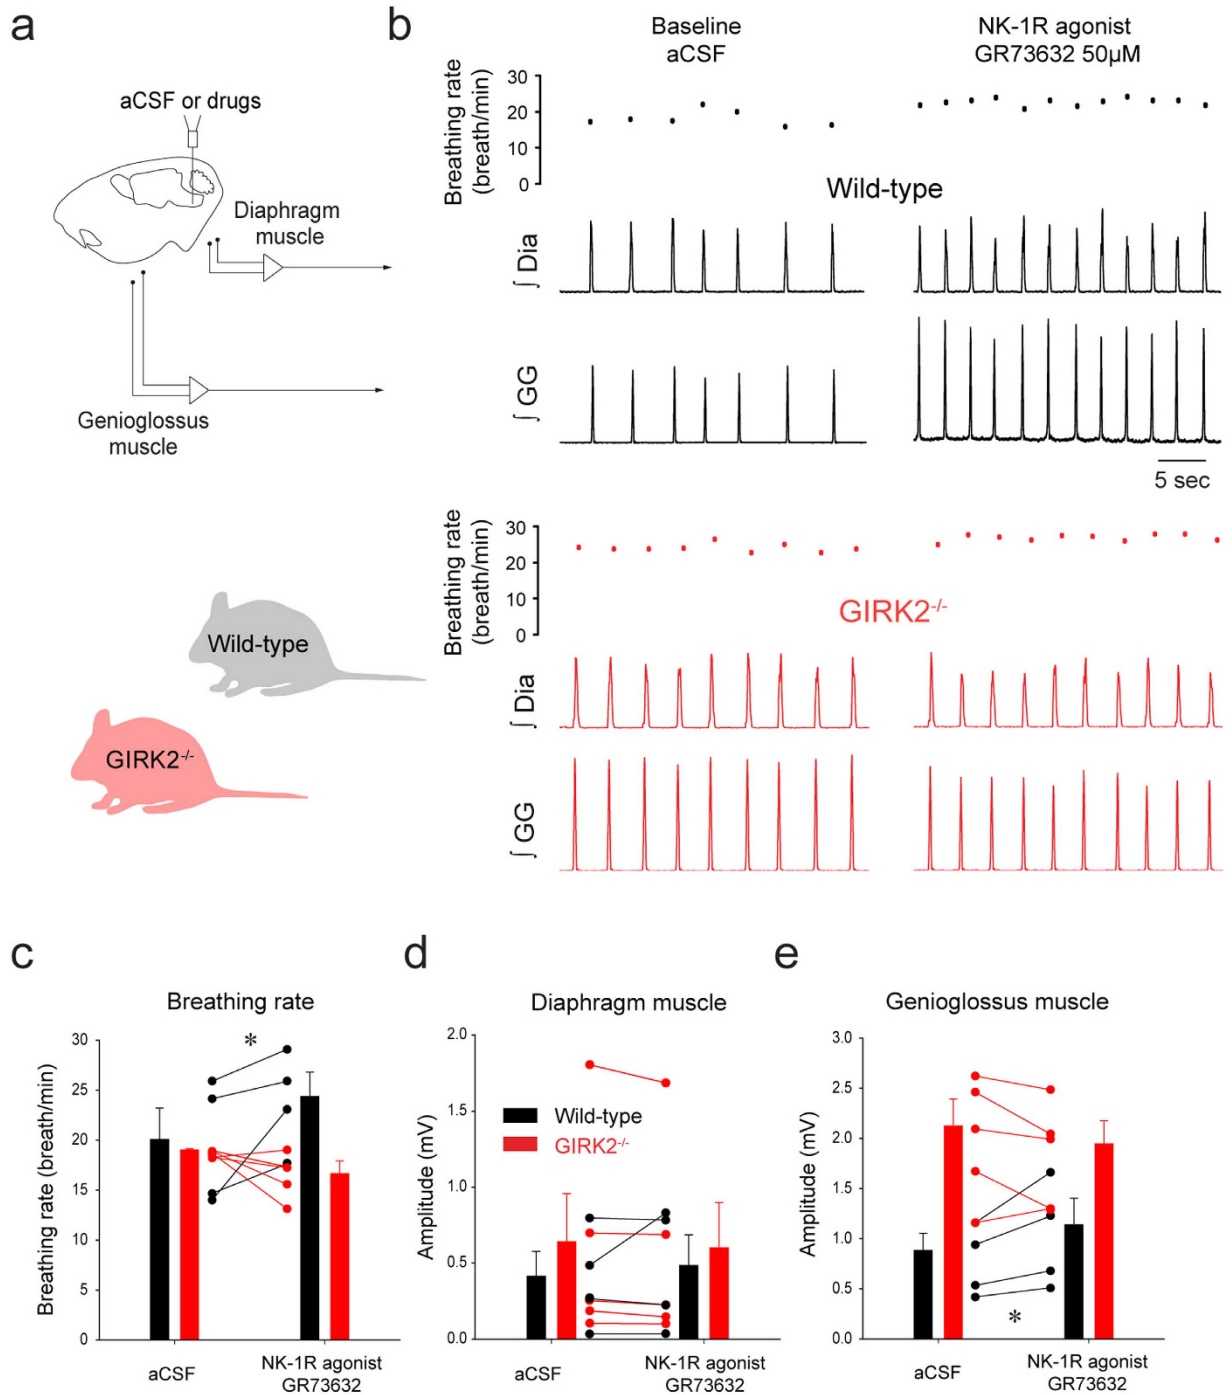 a
aCSF or drugs
Diaphragm
muscle
Genioglossus
muscle
Wild-type
GIRK2-/-
b
Baseline
aCSF
NK-1R agonist
GR73632 50µM
Breathing rate
(breath/min)
30
20
10
0
Wild-type
∫ Dia
∫ GG
5 sec
Breathing rate
(breath/min)
30
20
10
0
GIRK2-/-
∫ Dia
∫ GG
c
Breathing rate
Breathing rate (breath/min)
30
25
20
15
10
5
0
*
aCSF
NK-1R agonist
GR73632
d
Diaphragm muscle
Amplitude (mV)
2.0
1.5
1.0
0.5
0.0
Wild-type
GIRK2-/-
aCSF
NK-1R agonist
GR73632
e
Genioglossus muscle
Amplitude (mV)
3.0
2.5
2.0
1.5
1.0
0.5
0.0
*
aCSF
NK-1R agonist
GR73632